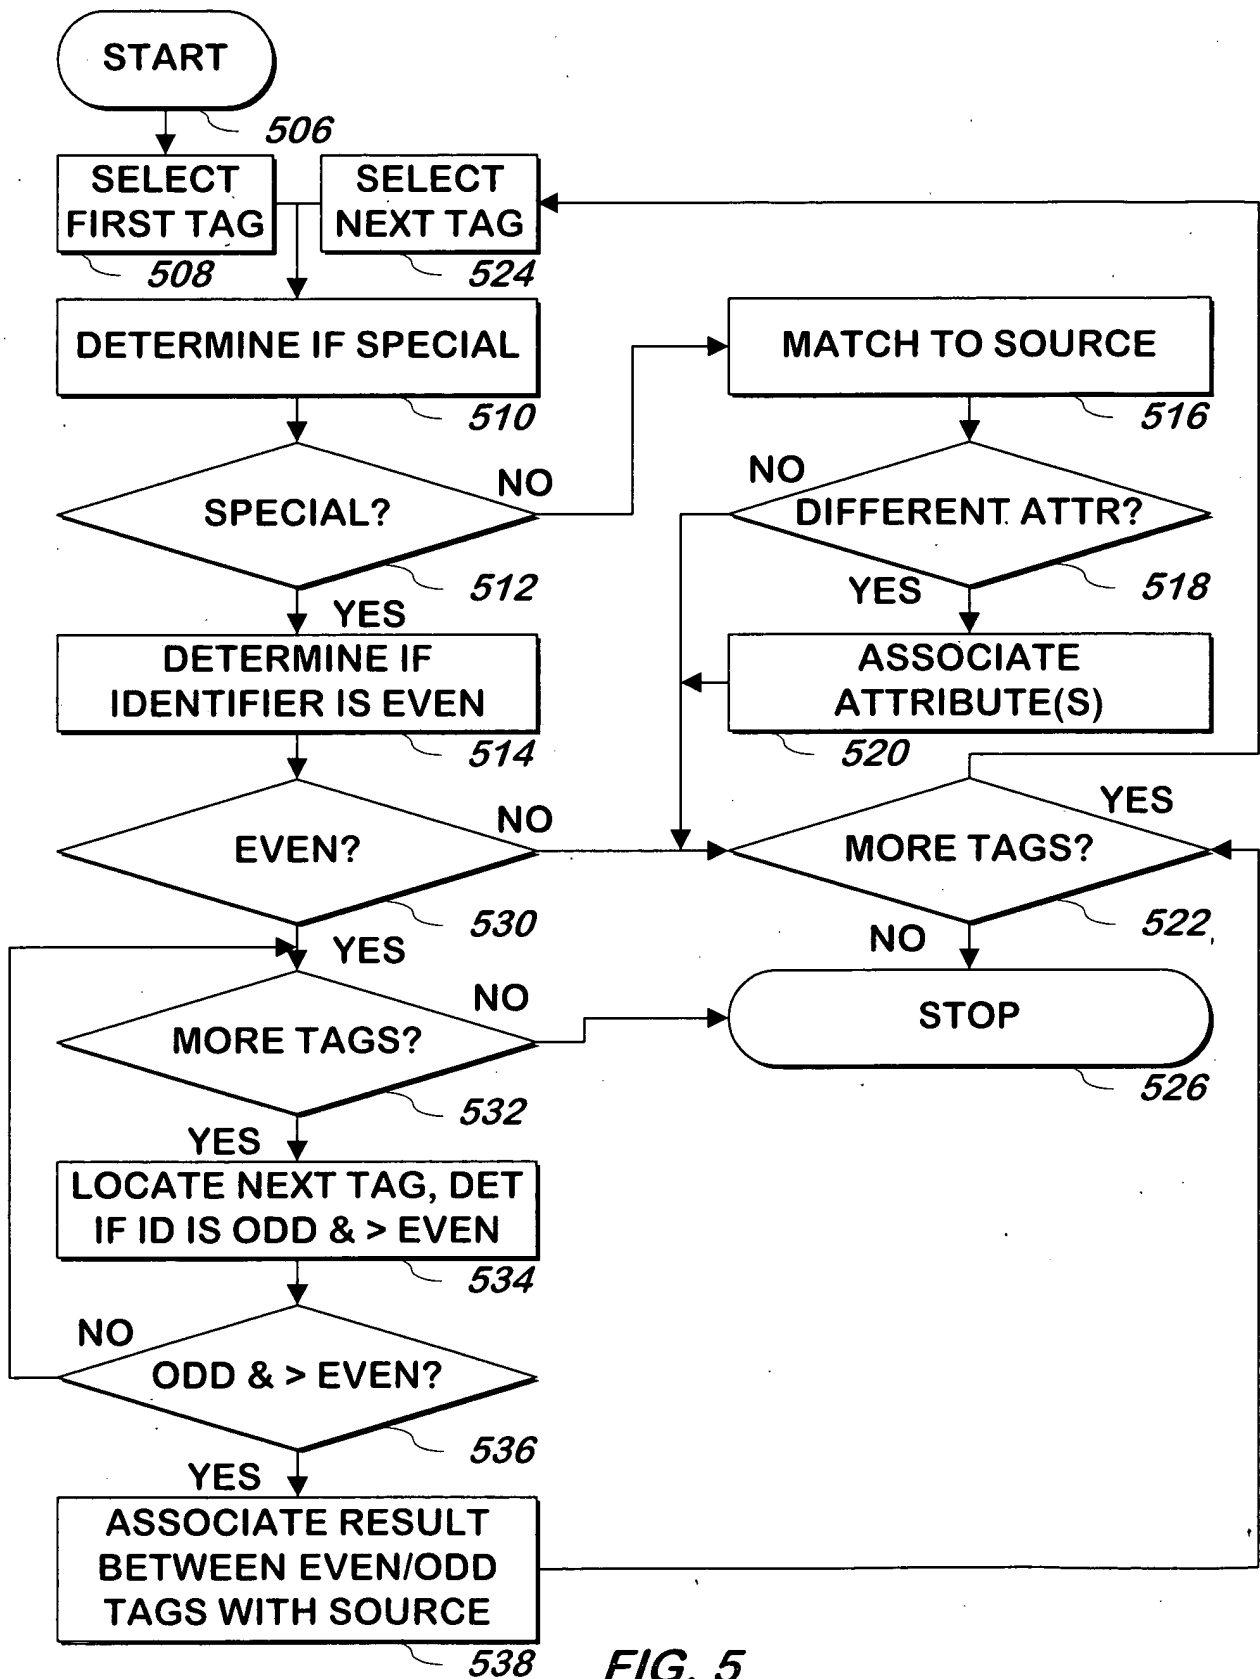 START
506
SELECT
FIRST TAG
508
SELECT
NEXT TAG
524
DETERMINE IF SPECIAL
510
MATCH TO SOURCE
516
SPECIAL?
NO
512
YES
NO
DIFFERENT ATTR?
518
YES
DETERMINE IF
IDENTIFIER IS EVEN
514
ASSOCIATE
ATTRIBUTE(S)
520
EVEN?
NO
530
YES
MORE TAGS?
YES
522
NO
MORE TAGS?
NO
532
YES
STOP
526
LOCATE NEXT TAG, DET
IF ID IS ODD & > EVEN
534
NO
ODD & > EVEN?
536
YES
ASSOCIATE RESULT
BETWEEN EVEN/ODD
TAGS WITH SOURCE
538
FIG. 5